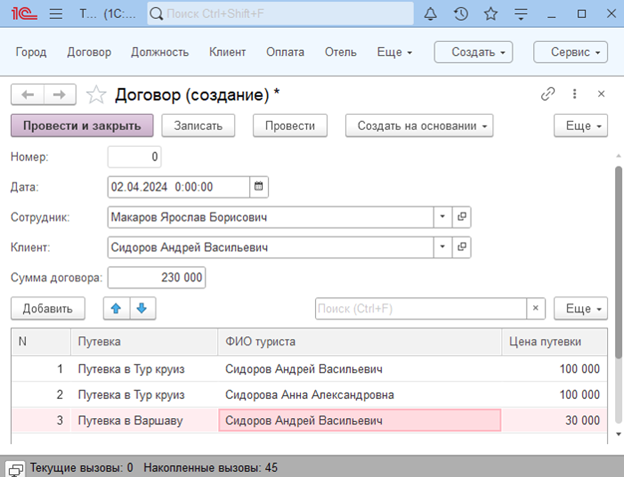 1С Т... (1С: Поиск Ctrl+Shift+F
Город Договор Должность Клиент Оплата Отель Еще Создать Сервис
Договор (создание) *
Провести и закрыть Записать Провести Создать на основании Еще
Номер: 0
Дата: 02.04.2024 0:00:00
Сотрудник: Макаров Ярослав Борисович
Клиент: Сидоров Андрей Васильевич
Сумма договора: 230 000
Добавить Поиск (Ctrl+F) × Еще
N Путевка ФИО туриста Цена путевки
1 Путевка в Тур круиз Сидоров Андрей Васильевич 100 000
2 Путевка в Тур круиз Сидорова Анна Александровна 100 000
3 Путевка в Варшаву Сидоров Андрей Васильевич 30 000
Текущие вызовы: 0 Накопленные вызовы: 45